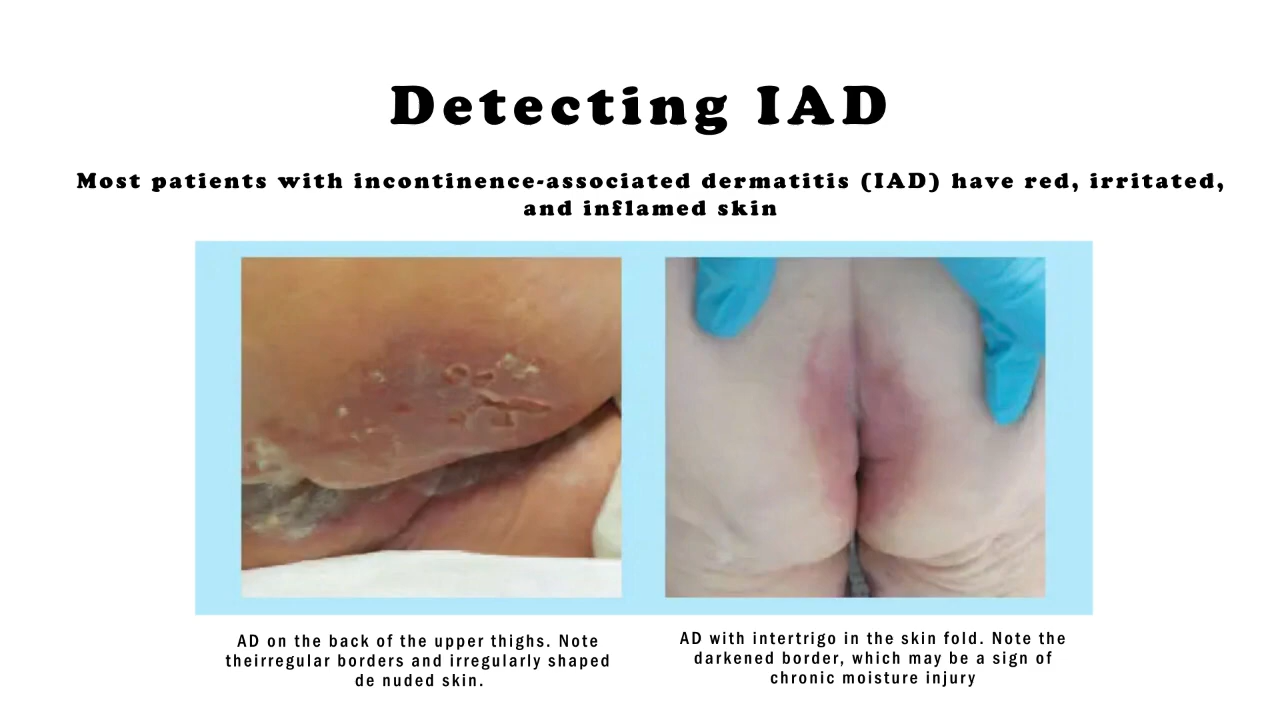 Detecting IAD
Most patients with incontinence-associated dermatitis (IAD) have red, irritated,
and inflamed skin
AD on the back of the upper thighs. Note
theirregular borders and irregularly shaped
de nuded skin.
AD with intertrigo in the skin fold. Note the
darkened border, which may be a sign of
chronic moisture injury